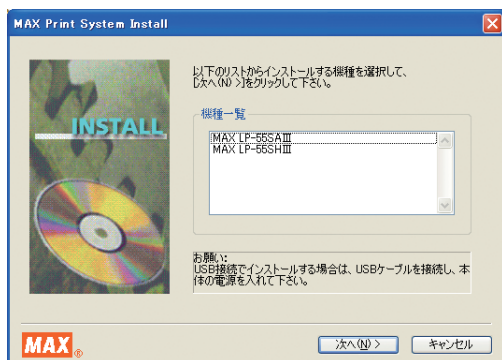 MAX Print System Install
INSTALL
以下のリストからインストールする機種を選択して、
[次へ(N) >]をクリックして下さい。
機種一覧
MAX LP-55SAⅢ
MAX LP-55SHⅢ
お願い:
USB接続でインストールする場合は、USBケーブルを接続し、本
体の電源を入れて下さい。
MAX®
次へ(N) >
キャンセル